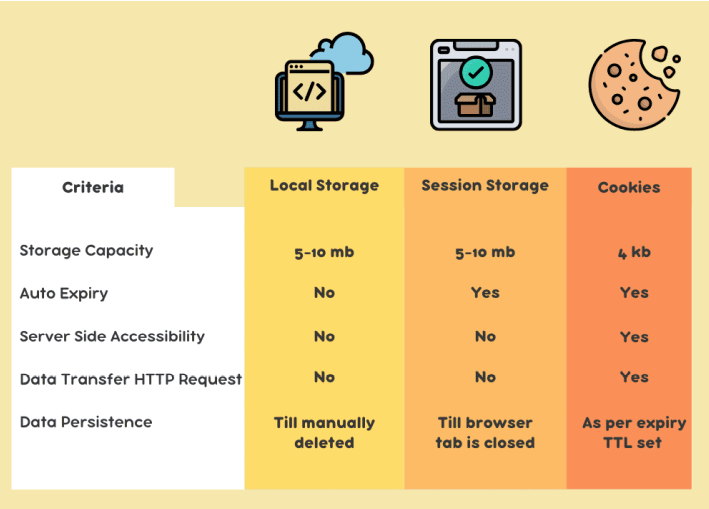 </>
Criteria Local Storage Session Storage Cookies
Storage Capacity 5-10 mb 5-10 mb 4 kb
Auto Expiry No Yes Yes
Server Side Accessibility No No Yes
Data Transfer HTTP Request No No Yes
Data Persistence Till manually deleted Till browser tab is closed As per expiry TTL set